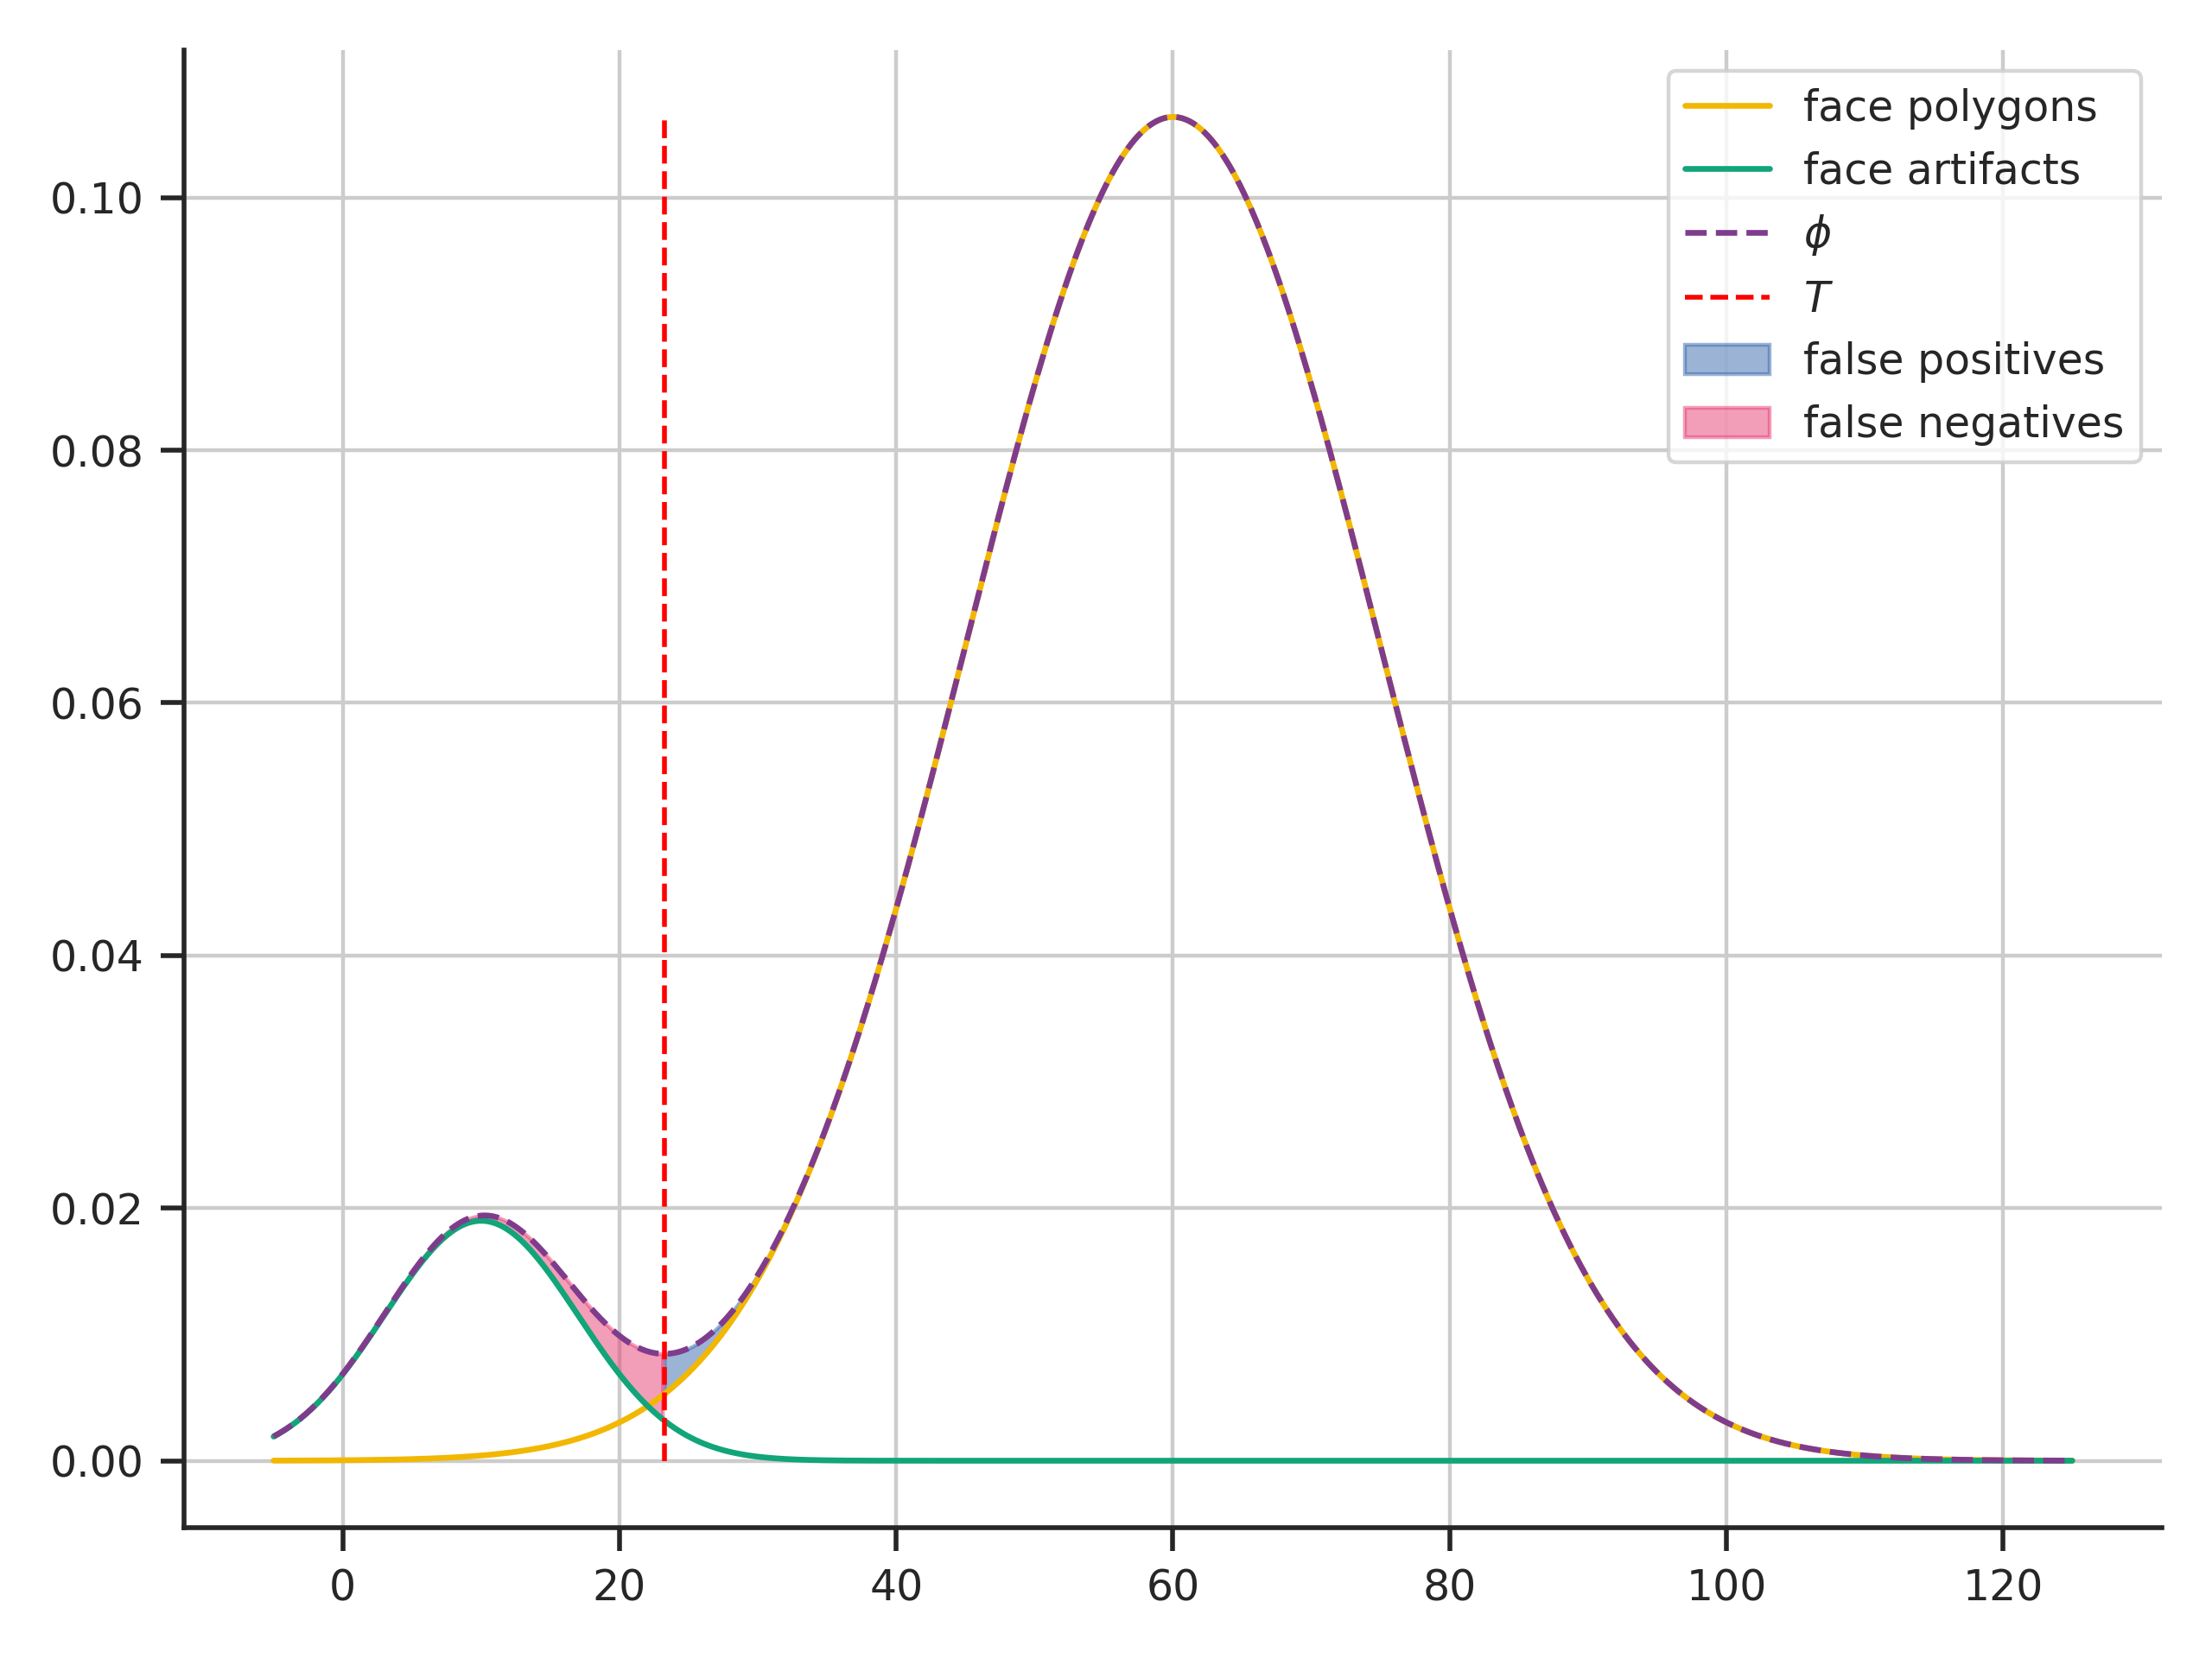 face polygons
face artifacts
ϕ
T
false positives
false negatives
0.10
0.08
0.06
0.04
0.02
0.00
0 20 40 60 80 100 120